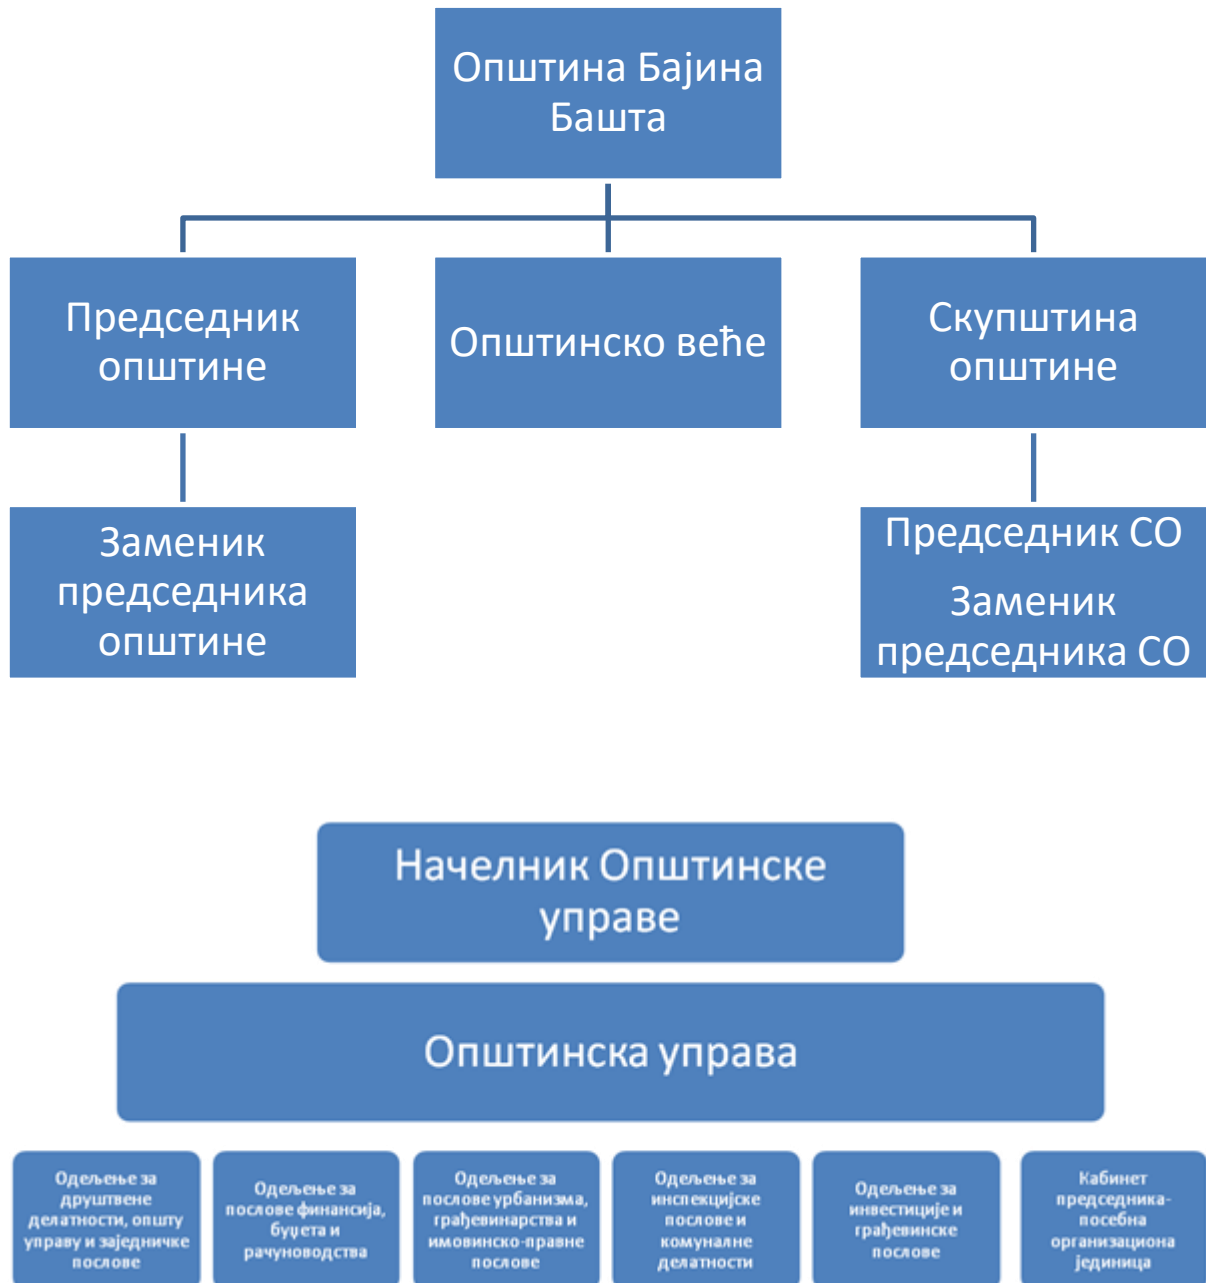 Општина Бајина
Башта
Председник
општине
Општинско веће
Скупштина
општине
Заменик
председника
општине
Председник СО
Заменик
председника СО
Начелник Општинске
управе
Општинска управа
Одељење за
друштвене
делатности, општу
управу и заједничке
послове
Одељење за
послове финансија,
буџета и
рачуноводства
Одељење за
послове урбанизма,
грађевинарства и
имовинско-правне
послове
Одељење за
инспекцијске
послове и
комуналне
делатности
Одељење за
инвестиције и
грађевинске
послове
Кабинет
председника-
посебна
организациона
јединица